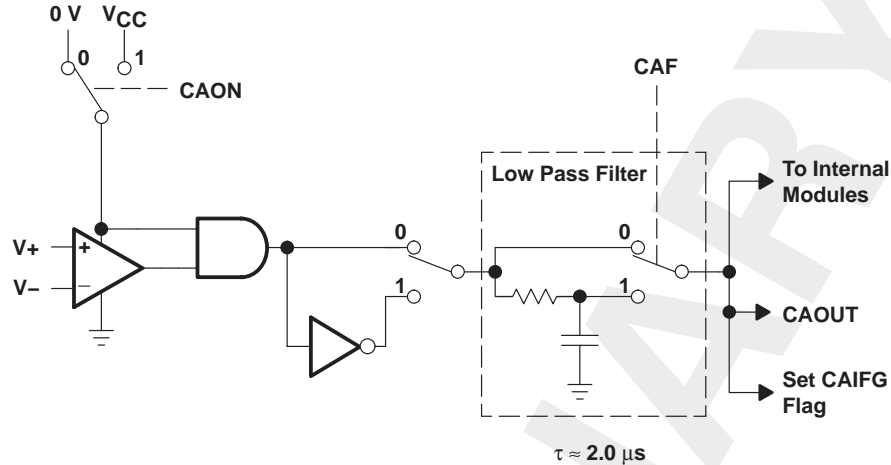 0 V VCC
0 1
CAON
CAF
Low Pass Filter
To Internal
Modules
V+
+
0
0
V−
−
1
1
CAOUT
Set CAIFG
Flag
τ ≈ 2.0 μs